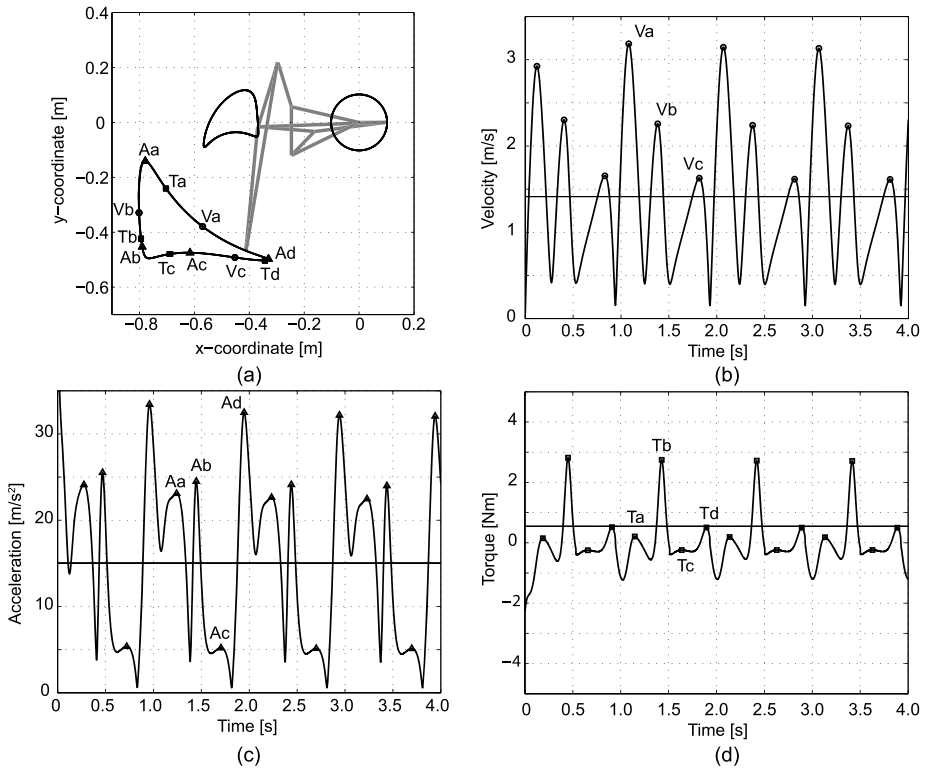 0.4
0.2
0
−0.2
−0.4
−0.6
y−coordinate [m]
Aa
Ta
Vb
Va
Tb
Ab
Tc
Ac
Vc
Td
Ad
−0.8
−0.6
−0.4
−0.2
0
0.2
x−coordinate [m]
(a)
3
2
1
0
Velocity [m/s]
Va
Vb
Vc
0.0
0.5
1.0
1.5
2.0
2.5
3.0
3.5
4.0
Time [s]
(b)
30
20
10
0
Acceleration [m/s²]
Ad
Ab
Aa
Ac
0
0.5
1.0
1.5
2.0
2.5
3.0
3.5
4.0
Time [s]
(c)
4
2
0
−2
−4
Torque [Nm]
Tb
Ta
Td
Tc
0.0
0.5
1.0
1.5
2.0
2.5
3.0
3.5
4.0
Time [s]
(d)